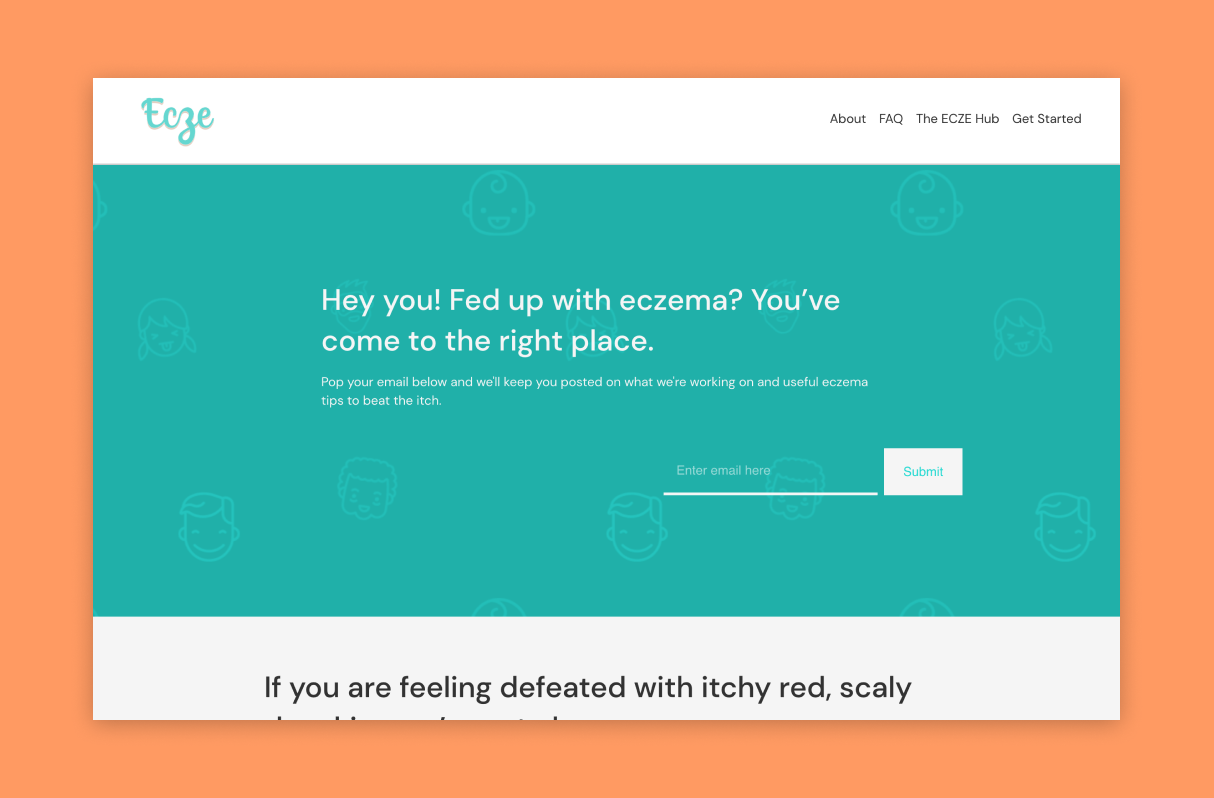 Ecze
About FAQ The ECZE Hub Get Started
Hey you! Fed up with eczema? You’ve
come to the right place.
Pop your email below and we'll keep you posted on what we're working on and useful eczema
tips to beat the itch.
Enter email here
Submit
If you are feeling defeated with itchy red, scaly